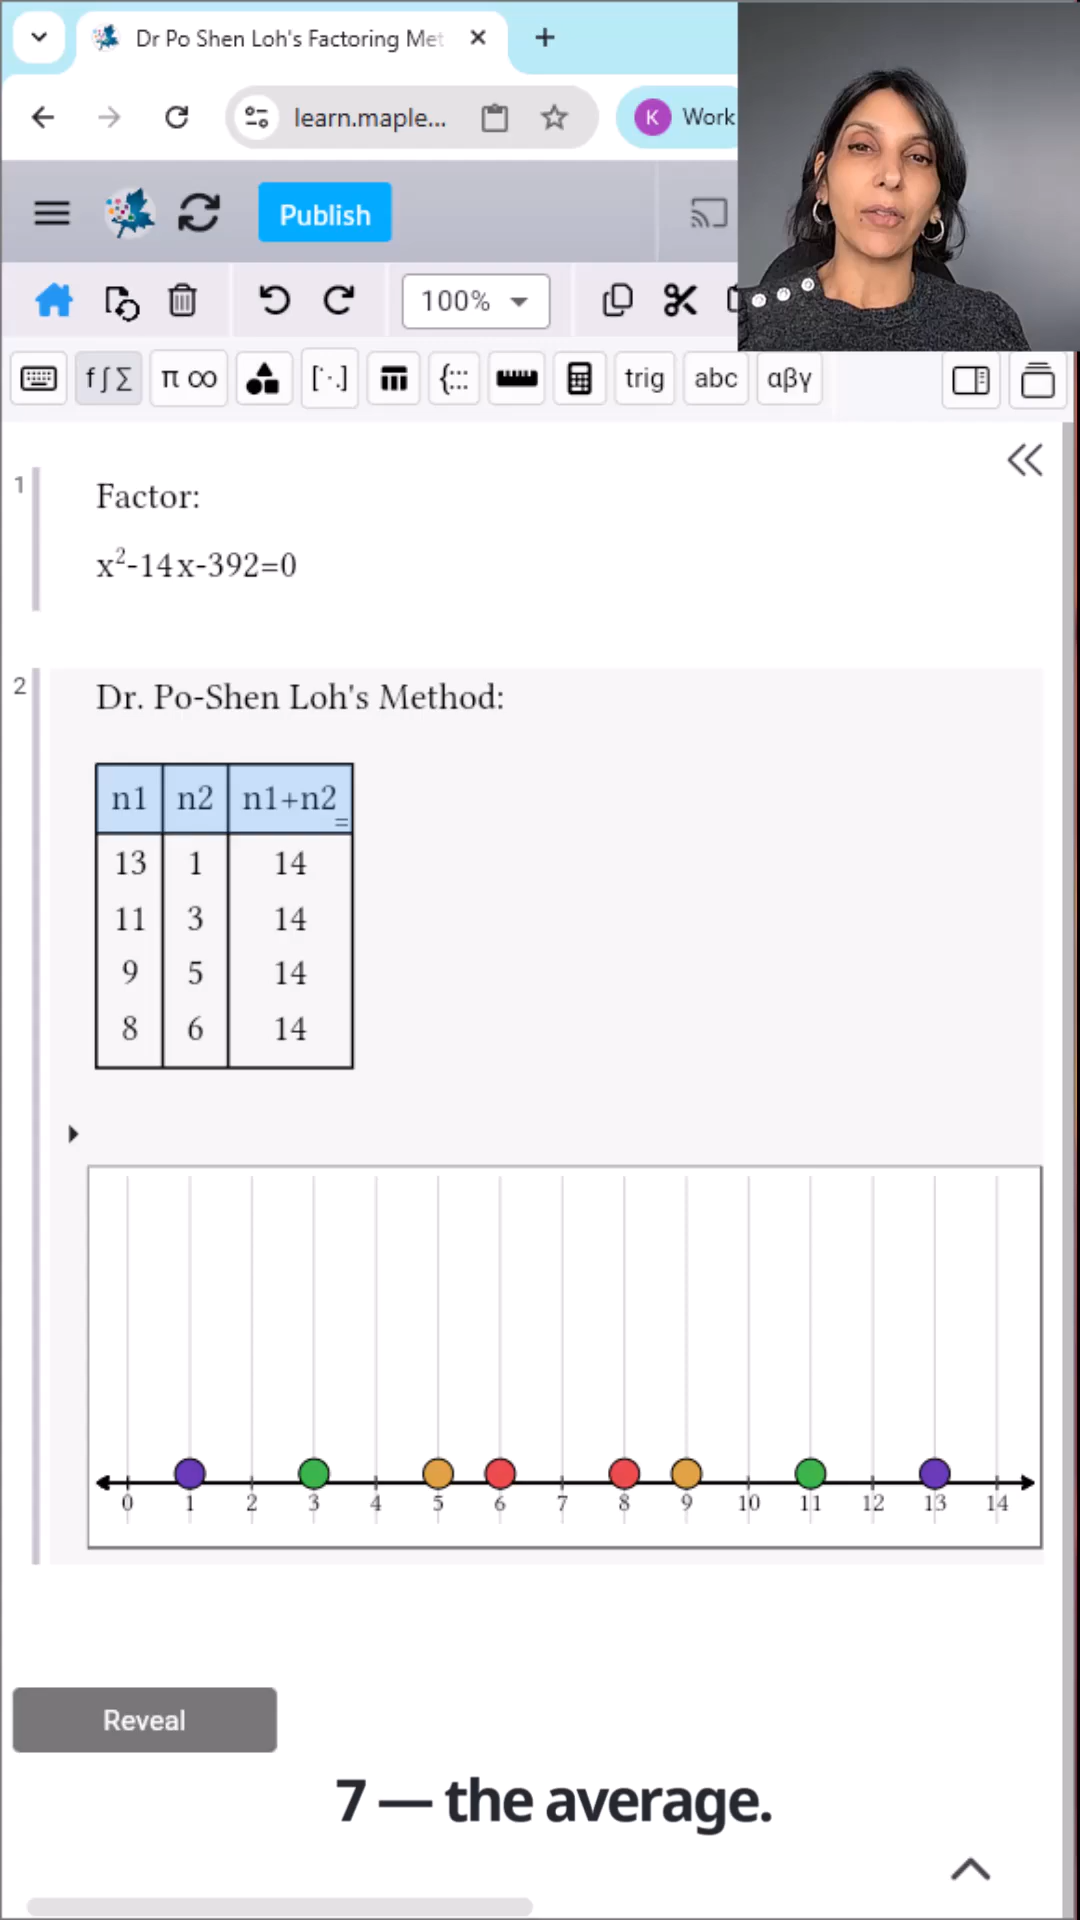 Dr Po Shen Loh's Factoring Met
learn.maple...
K Work
Publish
100%
f∫Σ π∞ trig abc αβγ
1
Factor:
x²-14x-392=0
2
Dr. Po-Shen Loh's Method:
n1 n2 n1+n2
=
13 1 14
11 3 14
9 5 14
8 6 14
0 1 2 3 4 5 6 7 8 9 10 11 12 13 14
Reveal
7 — the average.